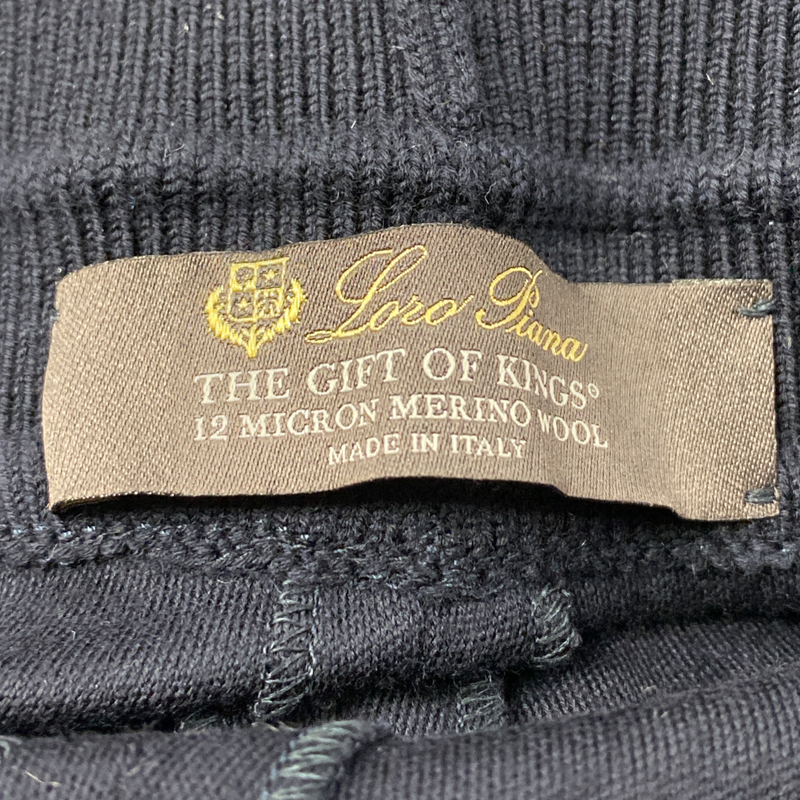 Loro Piana
THE GIFT OF KINGS®
12 MICRON MERINO WOOL
MADE IN ITALY